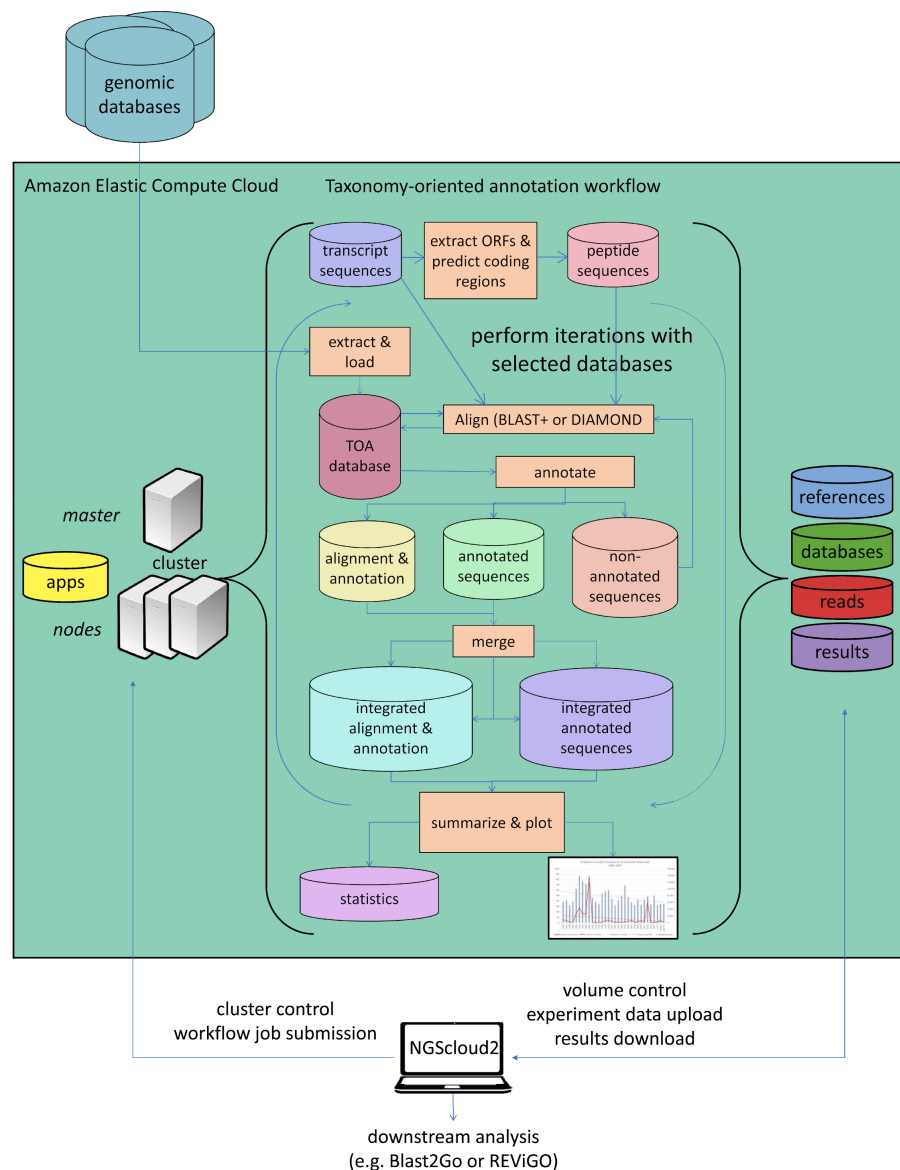 genomic
databases
Amazon Elastic Compute Cloud
Taxonomy-oriented annotation workflow
transcript
sequences
extract ORFs &
predict coding
regions
peptide
sequences
extract &
load
perform iterations with
selected databases
TOA
database
Align (BLAST+ or DIAMOND
annotate
master
cluster
apps
nodes
alignment &
annotation
annotated
sequences
non-
annotated
sequences
references
databases
reads
results
merge
integrated
alignment &
annotation
integrated
annotated
sequences
summarize & plot
statistics
cluster control
workflow job submission
volume control
experiment data upload
results download
NGScloud2
downstream analysis
(e.g. Blast2Go or REViGO)